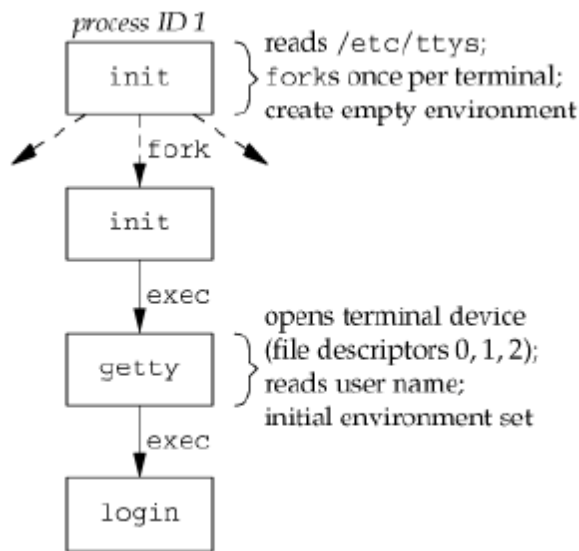 process ID 1
init
reads /etc/ttys;
forks once per terminal;
create empty environment
fork
init
exec
getty
opens terminal device
(file descriptors 0, 1, 2);
reads user name;
initial environment set
exec
login